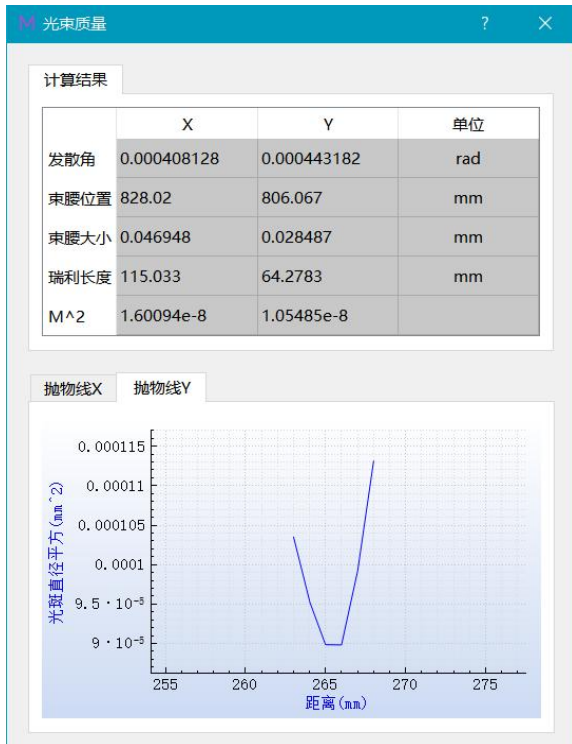 M 光束质量 ? ×
计算结果
X Y 单位
发散角 0.000408128 0.000443182 rad
束腰位置 828.02 806.067 mm
束腰大小 0.046948 0.028487 mm
瑞利长度 115.033 64.2783 mm
M^2 1.60094e-8 1.05485e-8
抛物线X 抛物线Y
0.000115
0.00011
0.000105
0.0001
9.5·10⁻⁵
9·10⁻⁵
光斑直径平方(mm^2)
255 260 265 270 275
距离(mm)